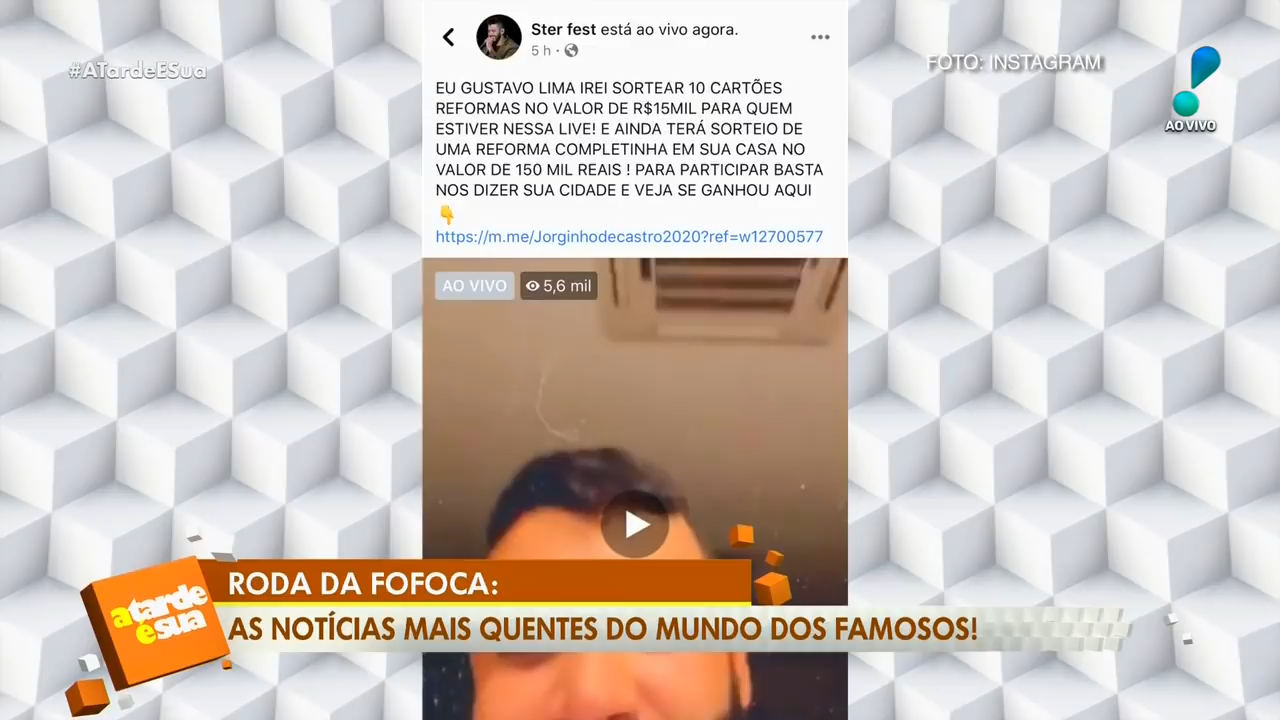 #ATardeESua
Ster fest está ao vivo agora.
5 h ·
FOTO: INSTAGRAM
AO VIVO
EU GUSTAVO LIMA IREI SORTEAR 10 CARTÕES
REFORMAS NO VALOR DE R$15MIL PARA QUEM
ESTIVER NESSA LIVE! E AINDA TERÁ SORTEIO DE
UMA REFORMA COMPLETINHA EM SUA CASA NO
VALOR DE 150 MIL REAIS ! PARA PARTICIPAR BASTA
NOS DIZER SUA CIDADE E VEJA SE GANHOU AQUI
👇
https://m.me/Jorginhodecastro2020?ref=w12700577
AO VIVO 5,6 mil
a tarde
é sua
RODA DA FOFOCA:
AS NOTÍCIAS MAIS QUENTES DO MUNDO DOS FAMOSOS!